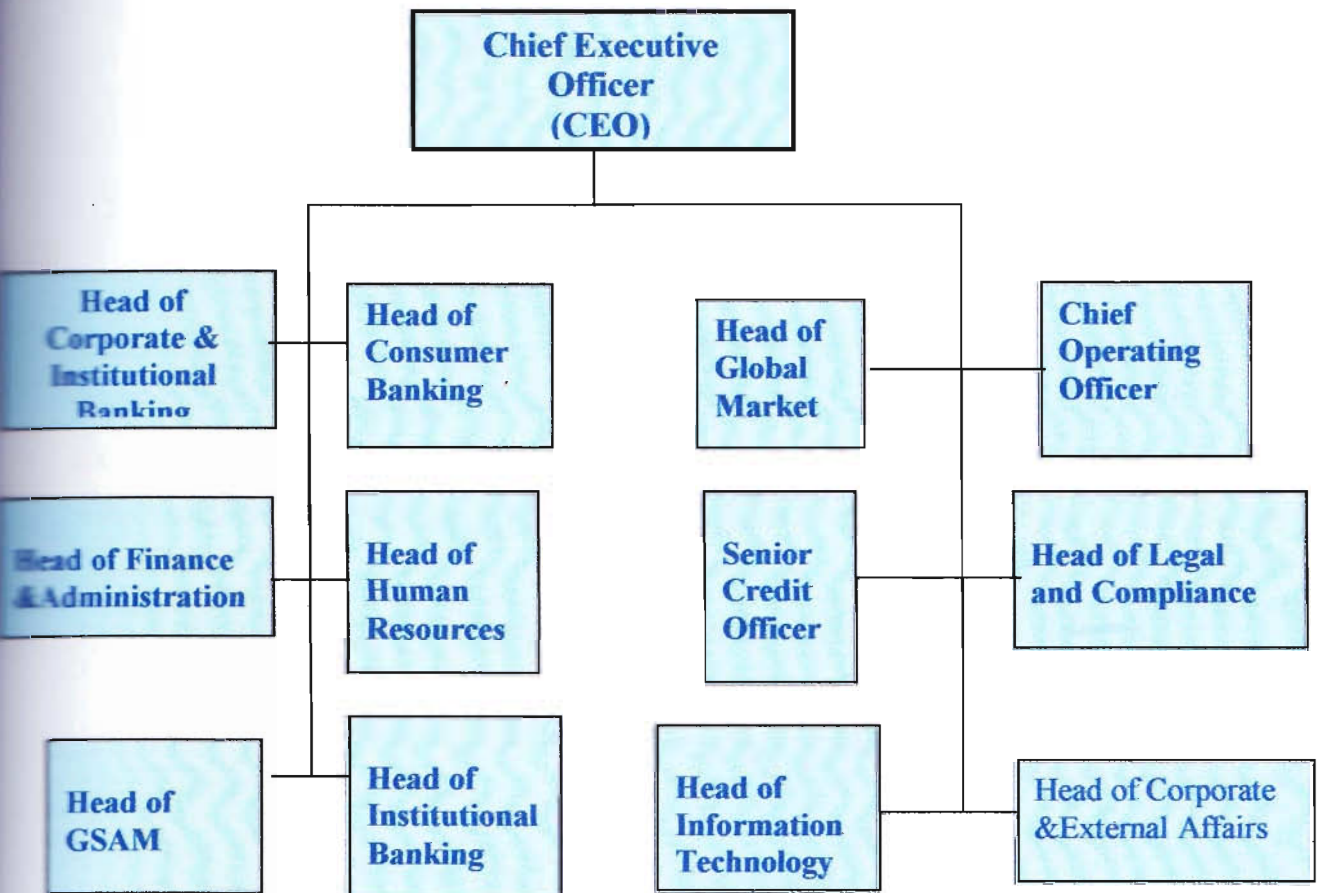 Chief Executive
Officer
(CEO)
Head of
Corporate &
Institutional
Banking
Head of
Consumer
Banking
Head of
Global
Market
Chief
Operating
Officer
Head of Finance
&Administration
Head of
Human
Resources
Senior
Credit
Officer
Head of Legal
and Compliance
Head of
GSAM
Head of
Institutional
Banking
Head of
Information
Technology
Head of Corporate
&External Affairs